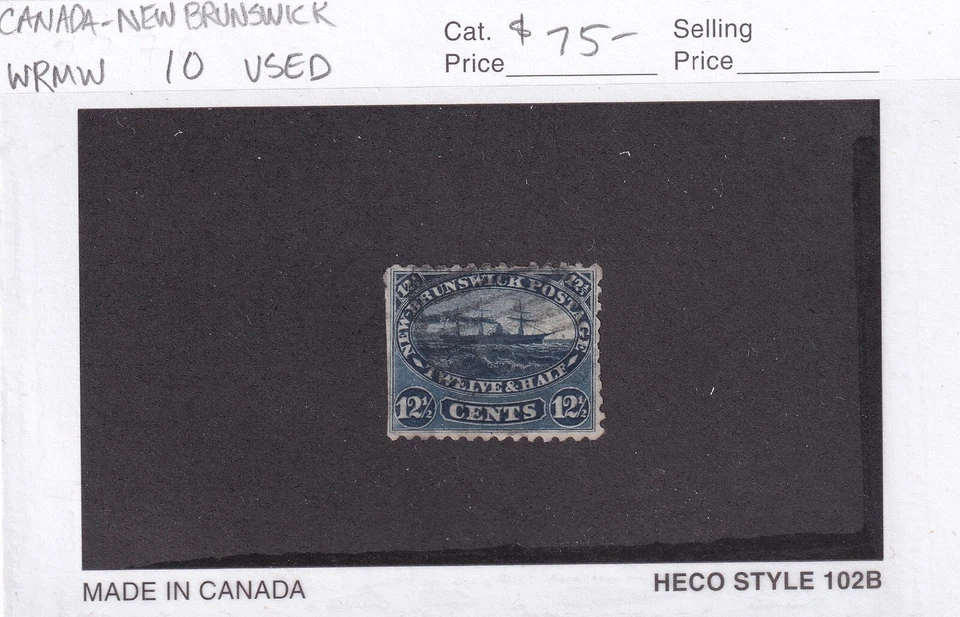 CANADA-NEW BRUNSWICK
WRMW 10 USED
Cat. Price $75-
Selling Price
12½ 12½
NEW-BRUNSWICK POSTAGE
TWELVE & HALF
12½ CENTS 12½
MADE IN CANADA
HECO STYLE 102B